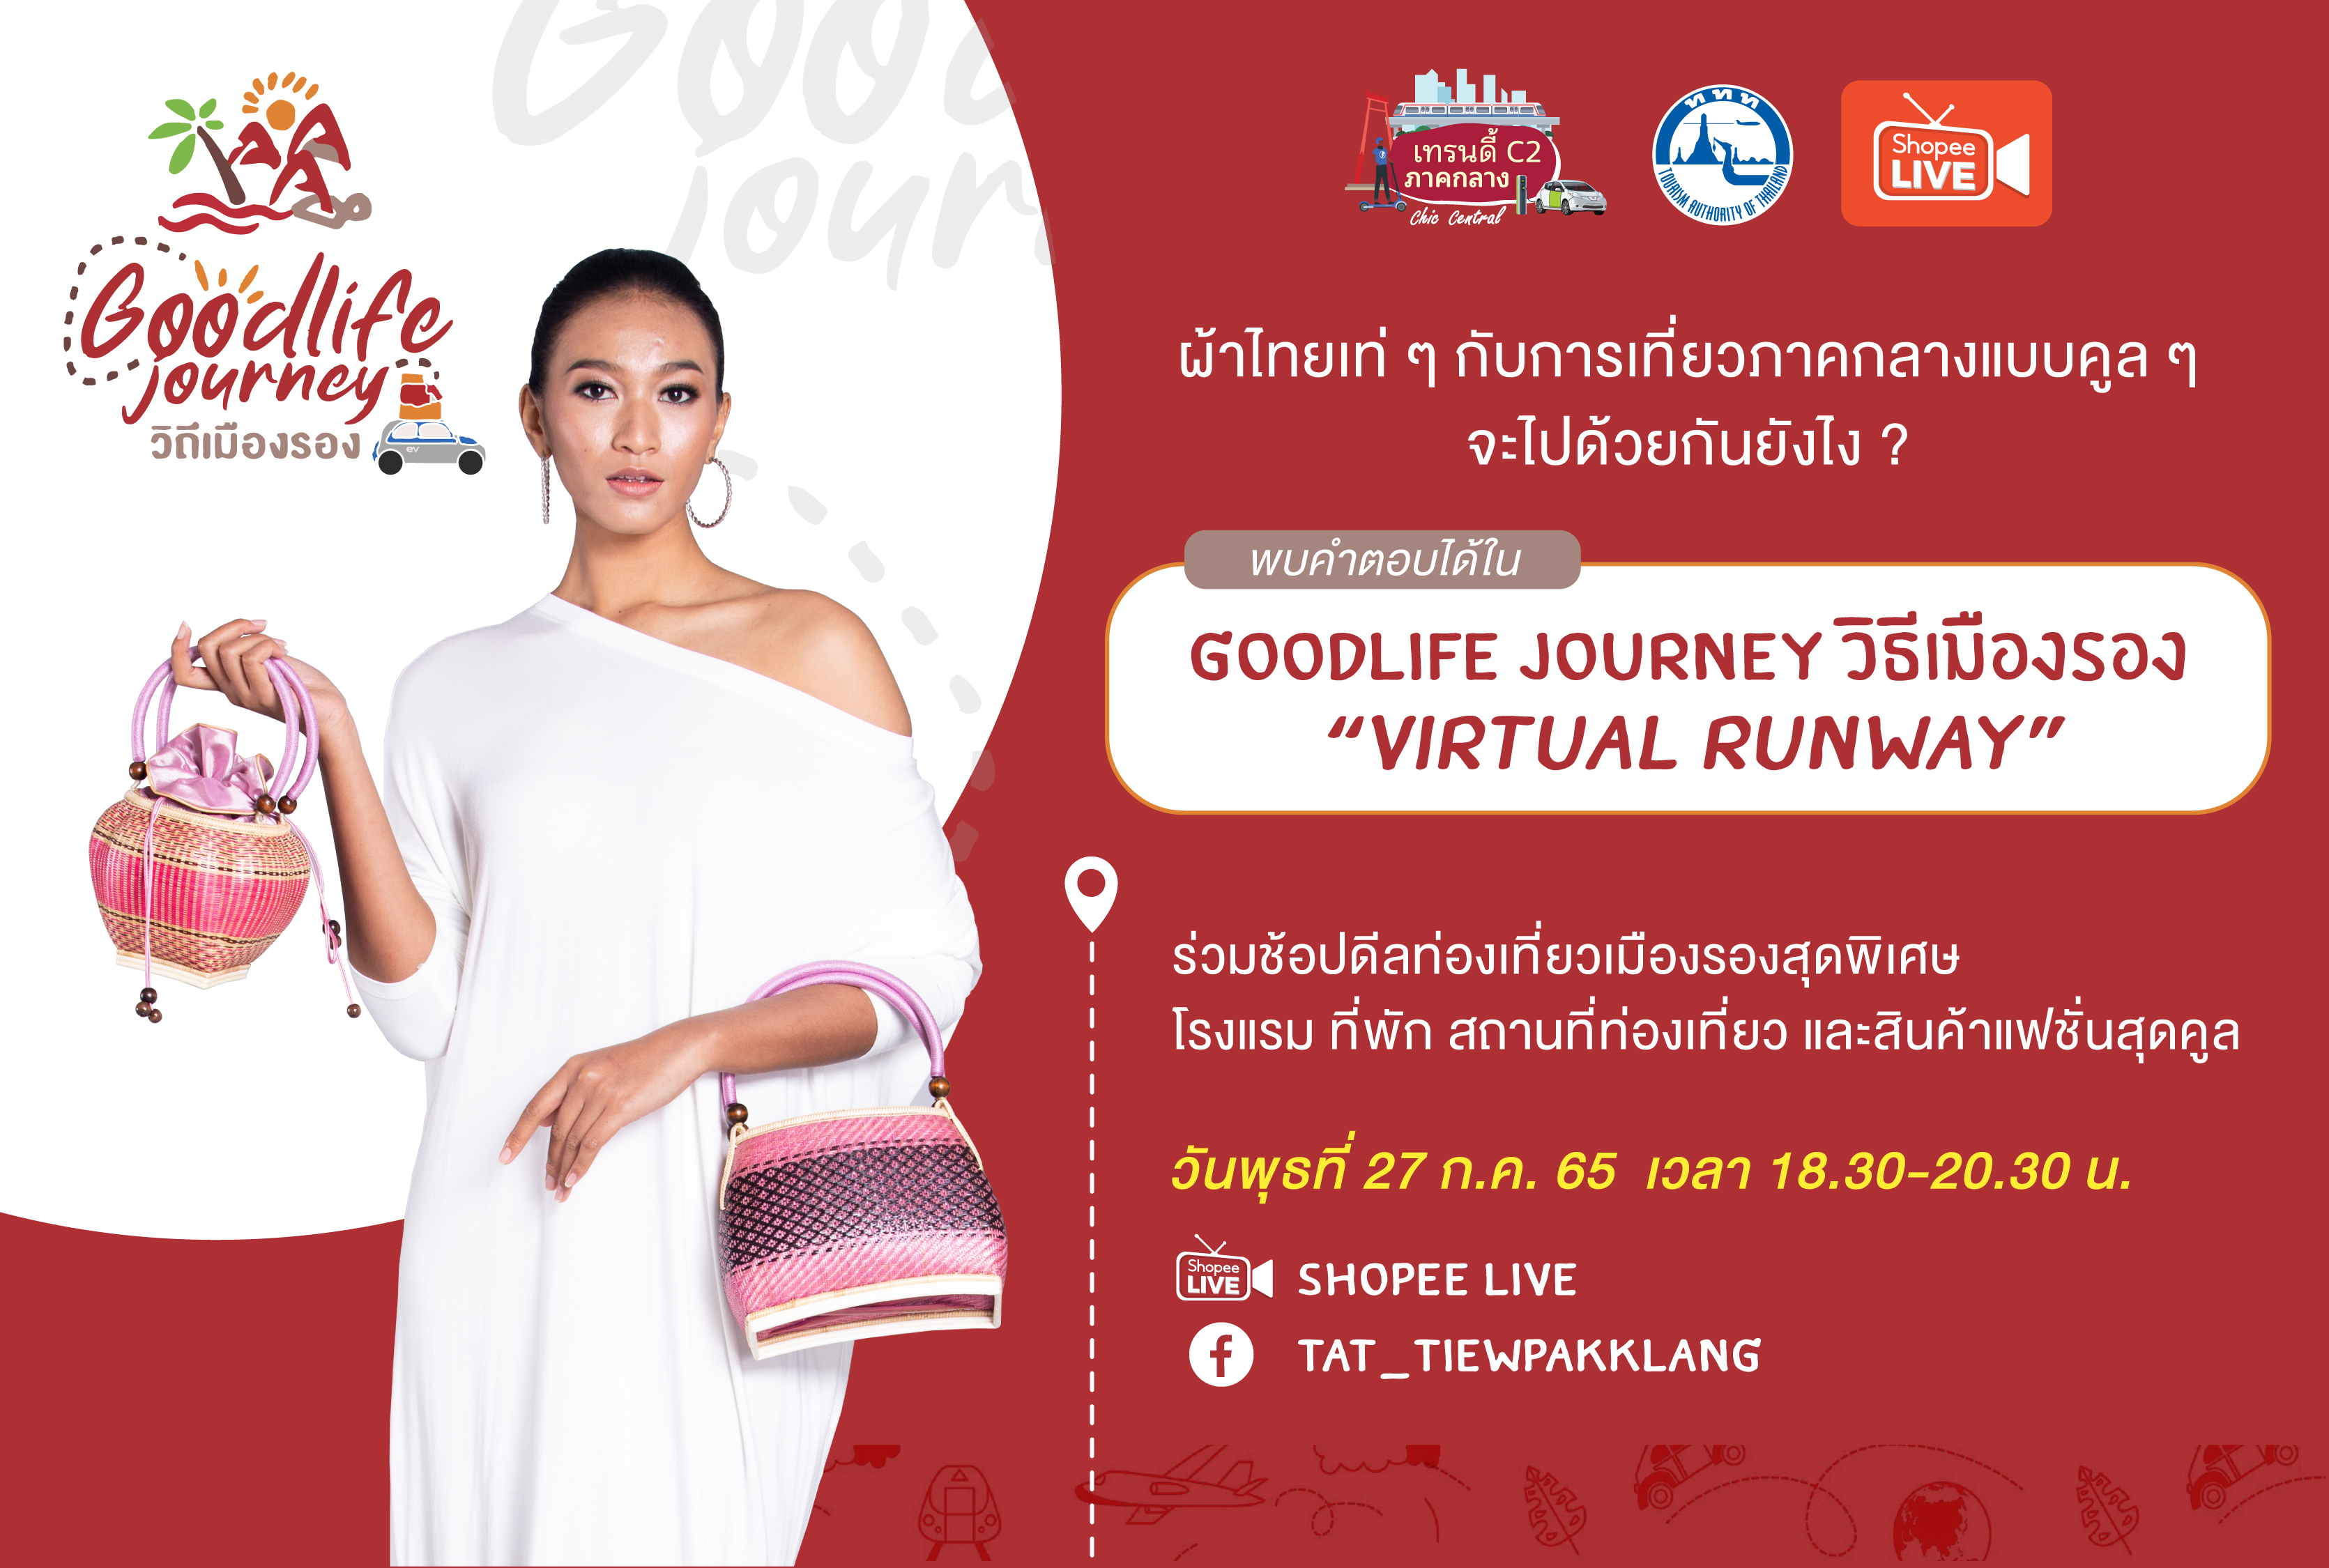 Goodlife
journey
วิถีเมืองรอง
ev
Good
journ
เทรนดี้ C2
ภาคกลาง
Chic Central
ททท
TOURISM AUTHORITY OF THAILAND
Shopee
LIVE
ผ้าไทยเท่ ๆ กับการเที่ยวภาคกลางแบบคูล ๆ
จะไปด้วยกันยังไง ?
พบคำตอบได้ใน
GOODLIFE JOURNEY วิธีเมืองรอง
“VIRTUAL RUNWAY”
ร่วมช้อปดีลท่องเที่ยวเมืองรองสุดพิเศษ
โรงแรม ที่พัก สถานที่ท่องเที่ยว และสินค้าแฟชั่นสุดคูล
วันพุธที่ 27 ก.ค. 65 เวลา 18.30-20.30 น.
Shopee
LIVE
SHOPEE LIVE
f TAT_TIEWPAKKLANG